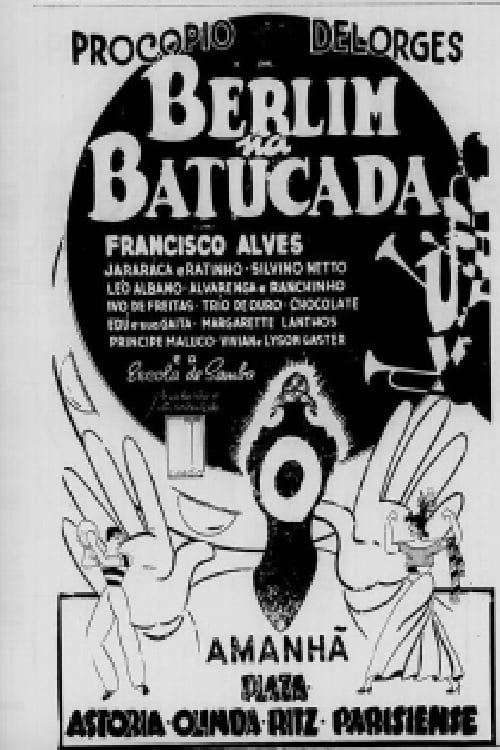 PROCOPIO DELORGES
BERLIM
na
BATUCADA
FRANCISCO ALVES
JARARACA e RATINHO · SILVINO NETTO
LEO ALBANO · ALVARENGA e RANCHINHO
IVO DE FREITAS · TRIO DE OURO · CHOCOLATE
EDU e sua GAITA · MARGARETTE LANTHOS
PRINCIPE MALUCO · VIVIAN e LYSON GASTER
e a
Escola de Samba
AMANHÃ
PLAZA
ASTORIA · OLINDA · RITZ · PARISIENSE